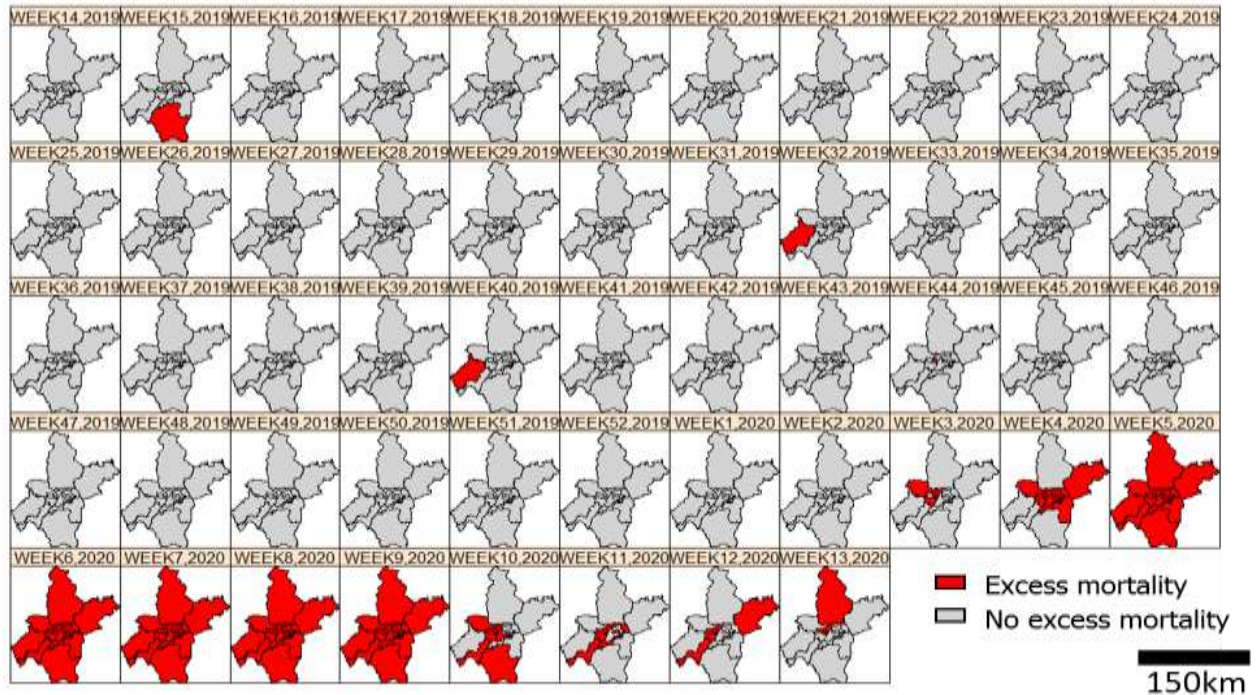 WEEK14,2019 WEEK15,2019 WEEK16,2019 WEEK17,2019 WEEK18,2019 WEEK19,2019 WEEK20,2019 WEEK21,2019 WEEK22,2019 WEEK23,2019 WEEK24,2019
WEEK25,2019 WEEK26,2019 WEEK27,2019 WEEK28,2019 WEEK29,2019 WEEK30,2019 WEEK31,2019 WEEK32,2019 WEEK33,2019 WEEK34,2019 WEEK35,2019
WEEK36,2019 WEEK37,2019 WEEK38,2019 WEEK39,2019 WEEK40,2019 WEEK41,2019 WEEK42,2019 WEEK43,2019 WEEK44,2019 WEEK45,2019 WEEK46,2019
WEEK47,2019 WEEK48,2019 WEEK49,2019 WEEK50,2019 WEEK51,2019 WEEK52,2019 WEEK1,2020 WEEK2,2020 WEEK3,2020 WEEK4,2020 WEEK5,2020
WEEK6,2020 WEEK7,2020 WEEK8,2020 WEEK9,2020 WEEK10,2020 WEEK11,2020 WEEK12,2020 WEEK13,2020
Excess mortality
No excess mortality
150km